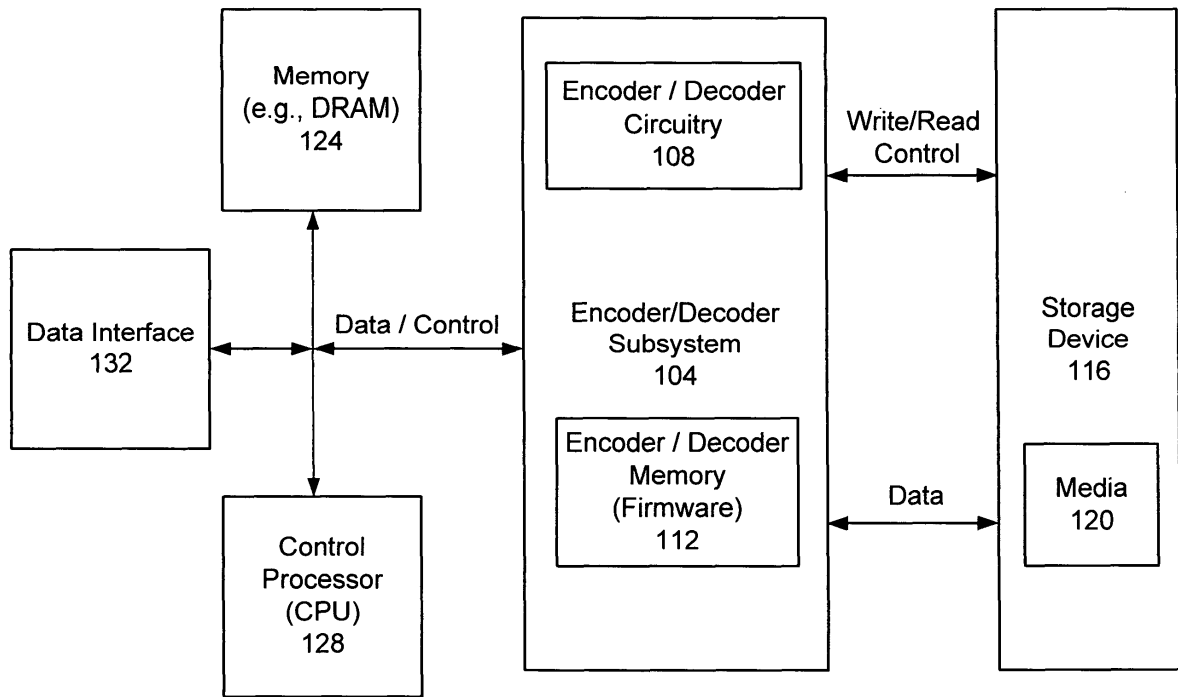 Memory
(e.g., DRAM)
124
Data Interface
132
Data / Control
Control
Processor
(CPU)
128
Encoder / Decoder
Circuitry
108
Encoder/Decoder
Subsystem
104
Encoder / Decoder
Memory
(Firmware)
112
Write/Read
Control
Data
Storage
Device
116
Media
120